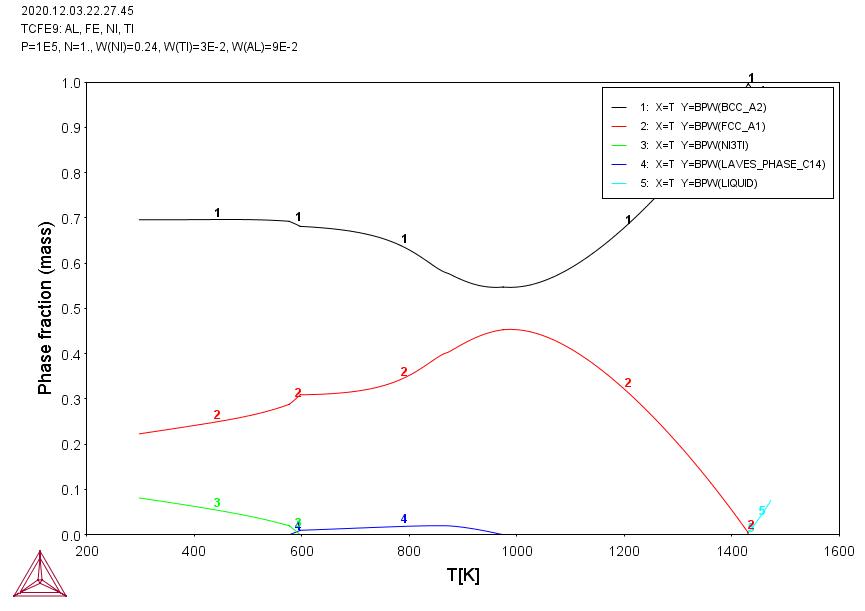 2020.12.03.22.27.45
TCFE9: AL, FE, NI, TI
P=1E5, N=1., W(NI)=0.24, W(TI)=3E-2, W(AL)=9E-2
1
1: X=T Y=BPW(BCC_A2)
2: X=T Y=BPW(FCC_A1)
3: X=T Y=BPW(NI3TI)
4: X=T Y=BPW(LAVES_PHASE_C14)
5: X=T Y=BPW(LIQUID)
1.0
0.9
0.8
0.7
0.6
0.5
0.4
0.3
0.2
0.1
0.0
Phase fraction (mass)
1 1 1 1
2 2 2 2 2
3 3
4 4
5
200 400 600 800 1000 1200 1400 1600
T[K]